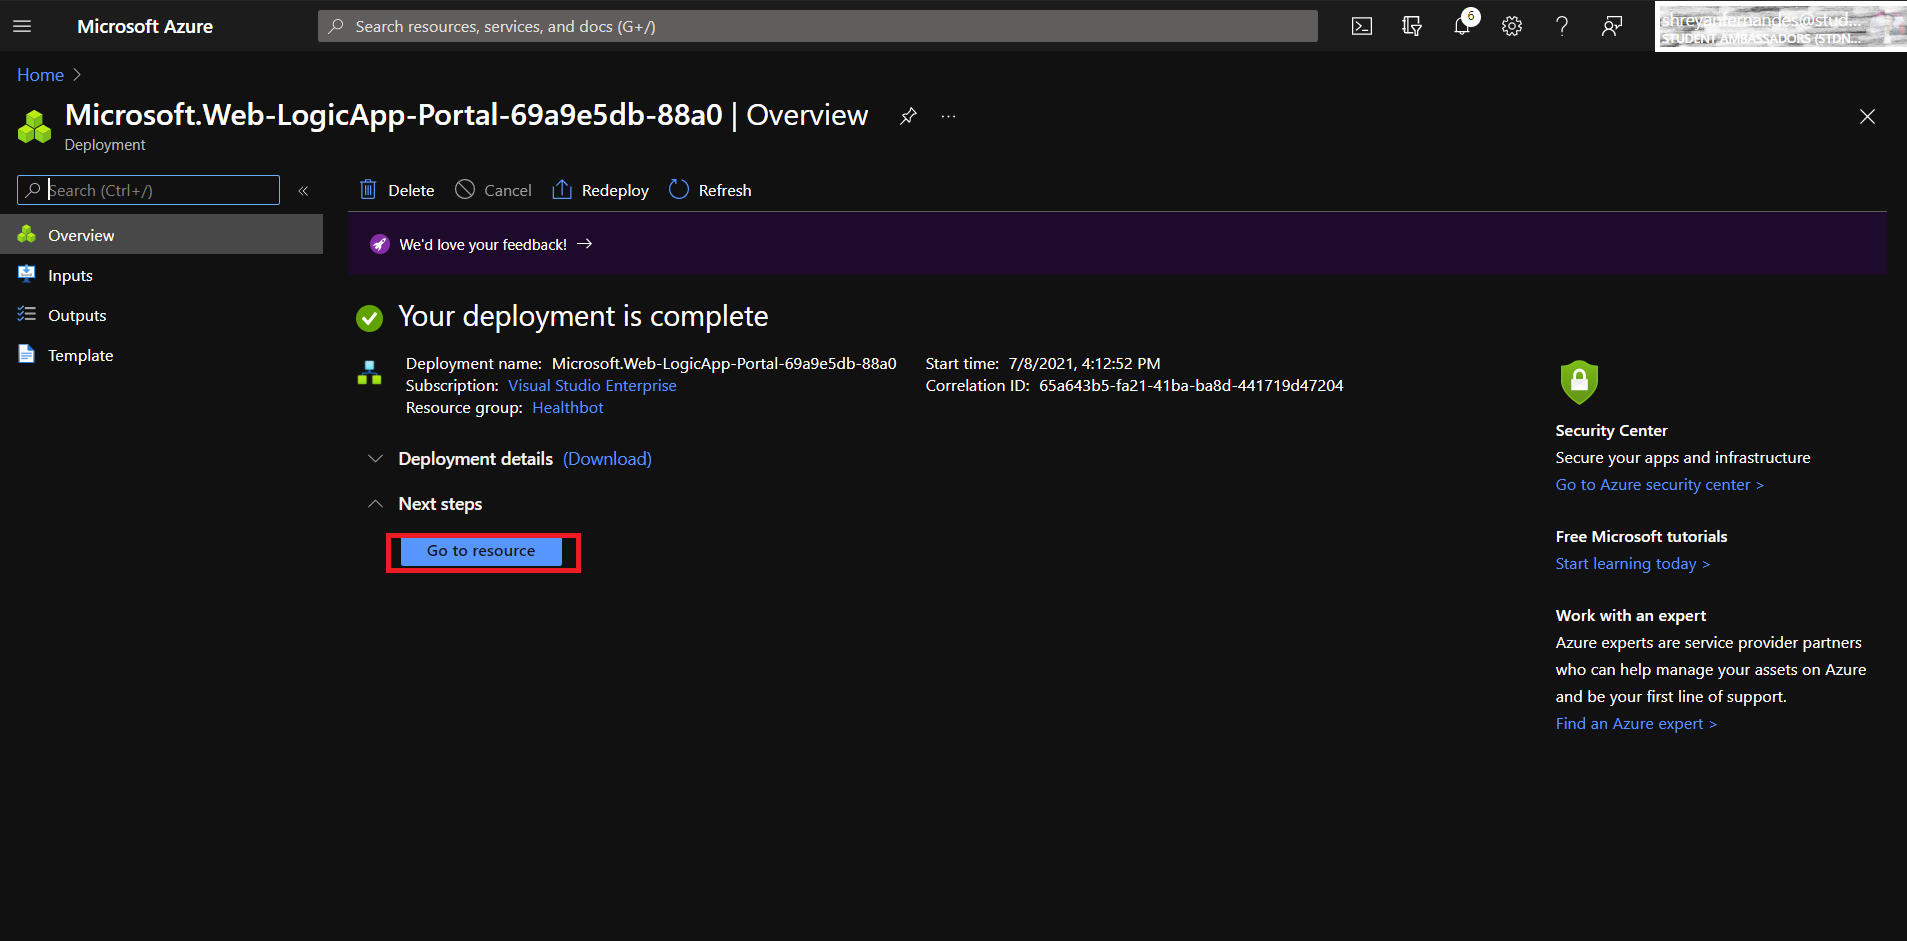 Microsoft Azure
Search resources, services, and docs (G+/)
6
shreyanfernandes@stud...
STUDENT AMBASSADORS (STDN...
Home
Microsoft.Web-LogicApp-Portal-69a9e5db-88a0 | Overview
Deployment
Search (Ctrl+/)
Delete
Cancel
Redeploy
Refresh
Overview
Inputs
Outputs
Template
We'd love your feedback!
Your deployment is complete
Deployment name: Microsoft.Web-LogicApp-Portal-69a9e5db-88a0
Subscription: Visual Studio Enterprise
Resource group: Healthbot
Start time: 7/8/2021, 4:12:52 PM
Correlation ID: 65a643b5-fa21-41ba-ba8d-441719d47204
Deployment details (Download)
Next steps
Go to resource
Security Center
Secure your apps and infrastructure
Go to Azure security center >
Free Microsoft tutorials
Start learning today >
Work with an expert
Azure experts are service provider partners
who can help manage your assets on Azure
and be your first line of support.
Find an Azure expert >